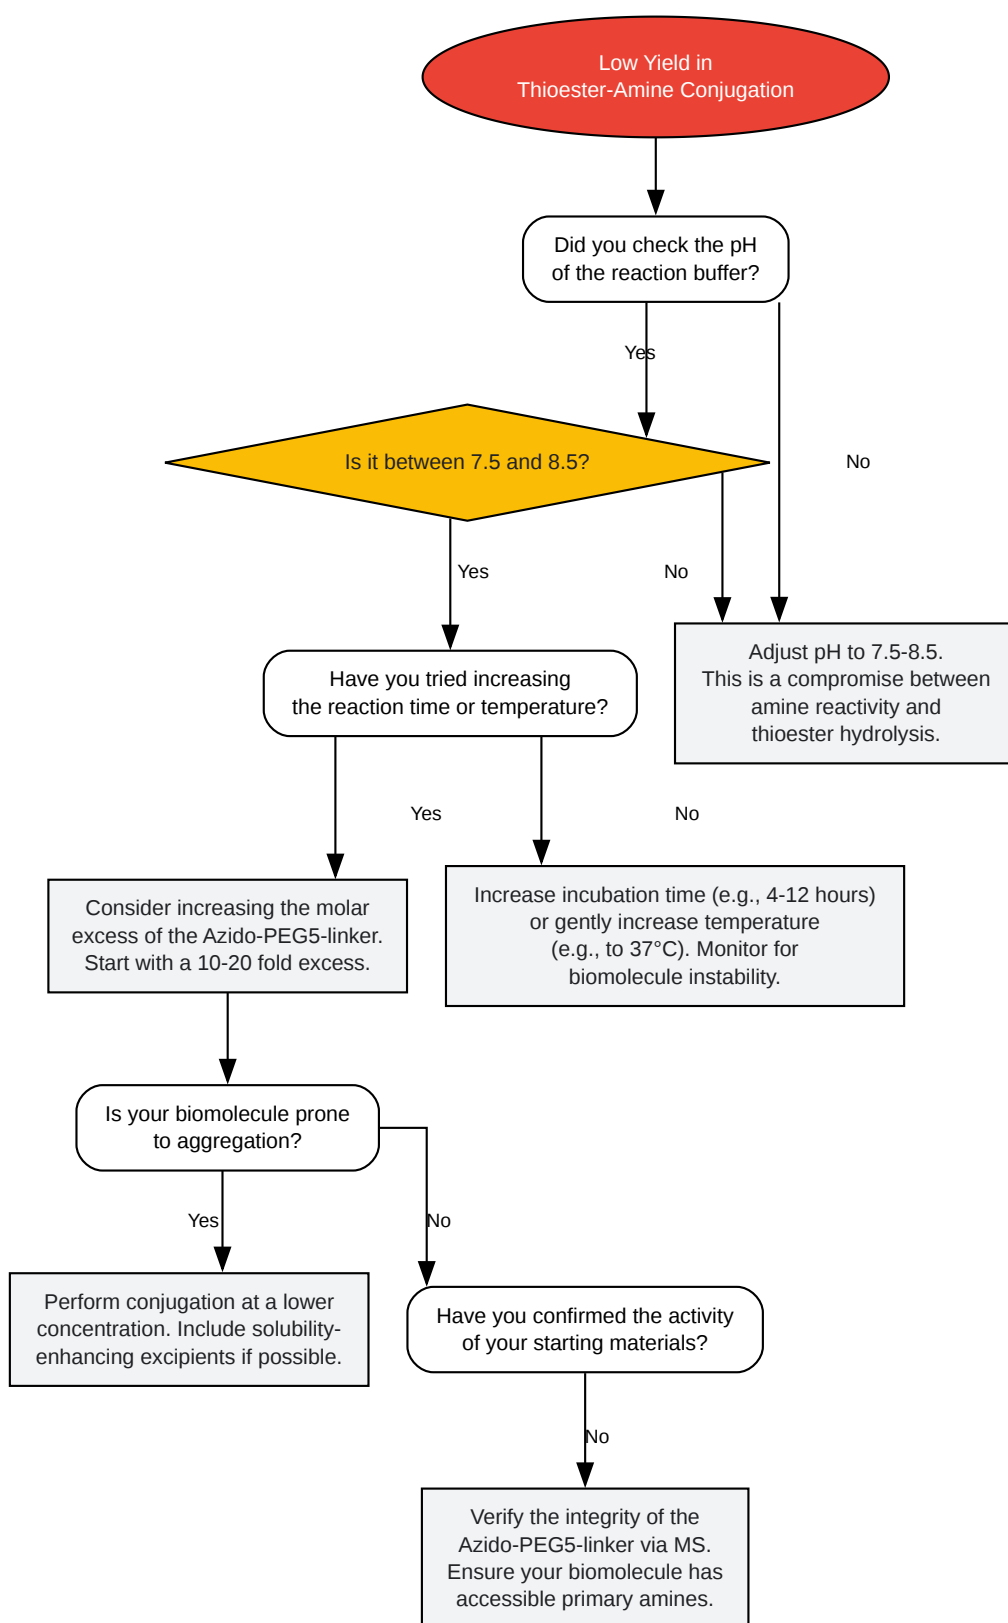 Low Yield in
Thioester-Amine Conjugation
Did you check the pH
of the reaction buffer?
Yes
Is it between 7.5 and 8.5?
No
Yes
No
Adjust pH to 7.5-8.5.
This is a compromise between
amine reactivity and
thioester hydrolysis.
Have you tried increasing
the reaction time or temperature?
Yes
No
Consider increasing the molar
excess of the Azido-PEG5-linker.
Start with a 10-20 fold excess.
Increase incubation time (e.g., 4-12 hours)
or gently increase temperature
(e.g., to 37°C). Monitor for
biomolecule instability.
Is your biomolecule prone
to aggregation?
Yes
No
Perform conjugation at a lower
concentration. Include solubility-
enhancing excipients if possible.
Have you confirmed the activity
of your starting materials?
No
Verify the integrity of the
Azido-PEG5-linker via MS.
Ensure your biomolecule has
accessible primary amines.